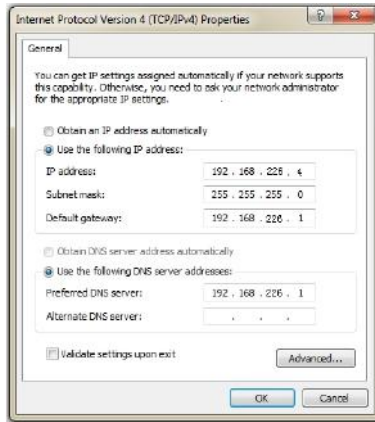 Internet Protocol Version 4 (TCP/IPv4) Properties
General
You can get IP settings assigned automatically if your network supports
this capability. Otherwise, you need to ask your network administrator
for the appropriate IP settings.
Obtain an IP address automatically
Use the following IP address:
IP address: 192 . 168 . 226 . 4
Subnet mask: 255 . 255 . 255 . 0
Default gateway: 192 . 168 . 226 . 1
Obtain DNS server address automatically
Use the following DNS server addresses:
Preferred DNS server: 192 . 168 . 226 . 1
Alternate DNS server: . . .
Validate settings upon exit
Advanced...
OK Cancel